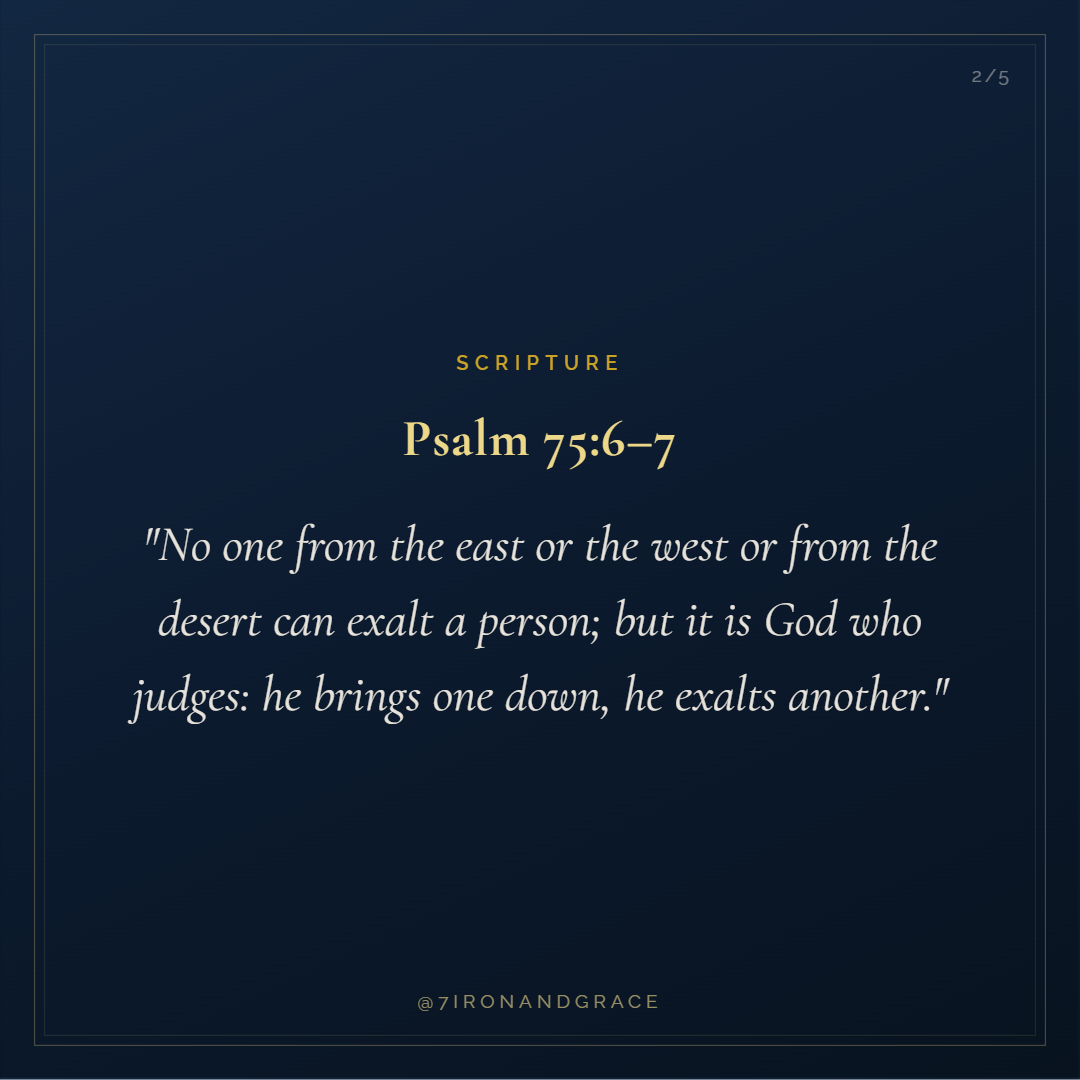 2/5
SCRIPTURE
Psalm 75:6–7
"No one from the east or the west or from the
desert can exalt a person; but it is God who
judges: he brings one down, he exalts another."
@7IRONANDGRACE